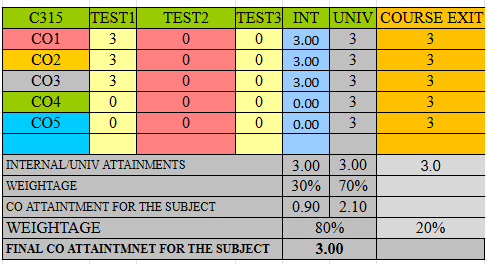 C315 TEST1 TEST2 TEST3 INT UNIV COURSE EXIT
CO1 3 0 0 3.00 3 3
CO2 3 0 0 3.00 3 3
CO3 3 0 0 3.00 3 3
CO4 0 0 0 0.00 3 3
CO5 0 0 0 0.00 3 3
INTERNAL/UNIV ATTAINMENTS 3.00 3.00 3.0
WEIGHTAGE 30% 70%
CO ATTAINTMENT FOR THE SUBJECT 0.90 2.10
WEIGHTAGE 80% 20%
FINAL CO ATTAINTMNET FOR THE SUBJECT 3.00